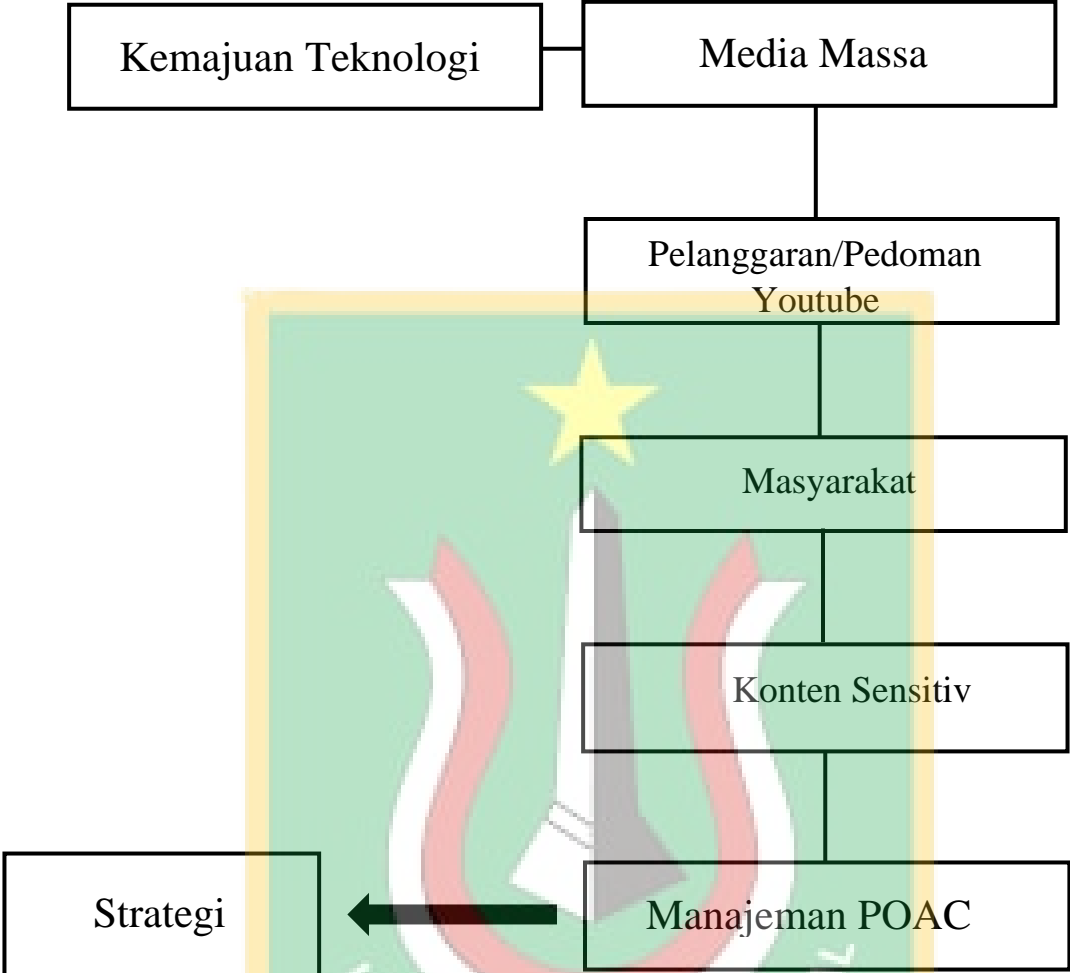 Kemajuan Teknologi
Media Massa
Pelanggaran/Pedoman
Youtube
Masyarakat
Konten Sensitiv
Strategi
Manajeman POAC